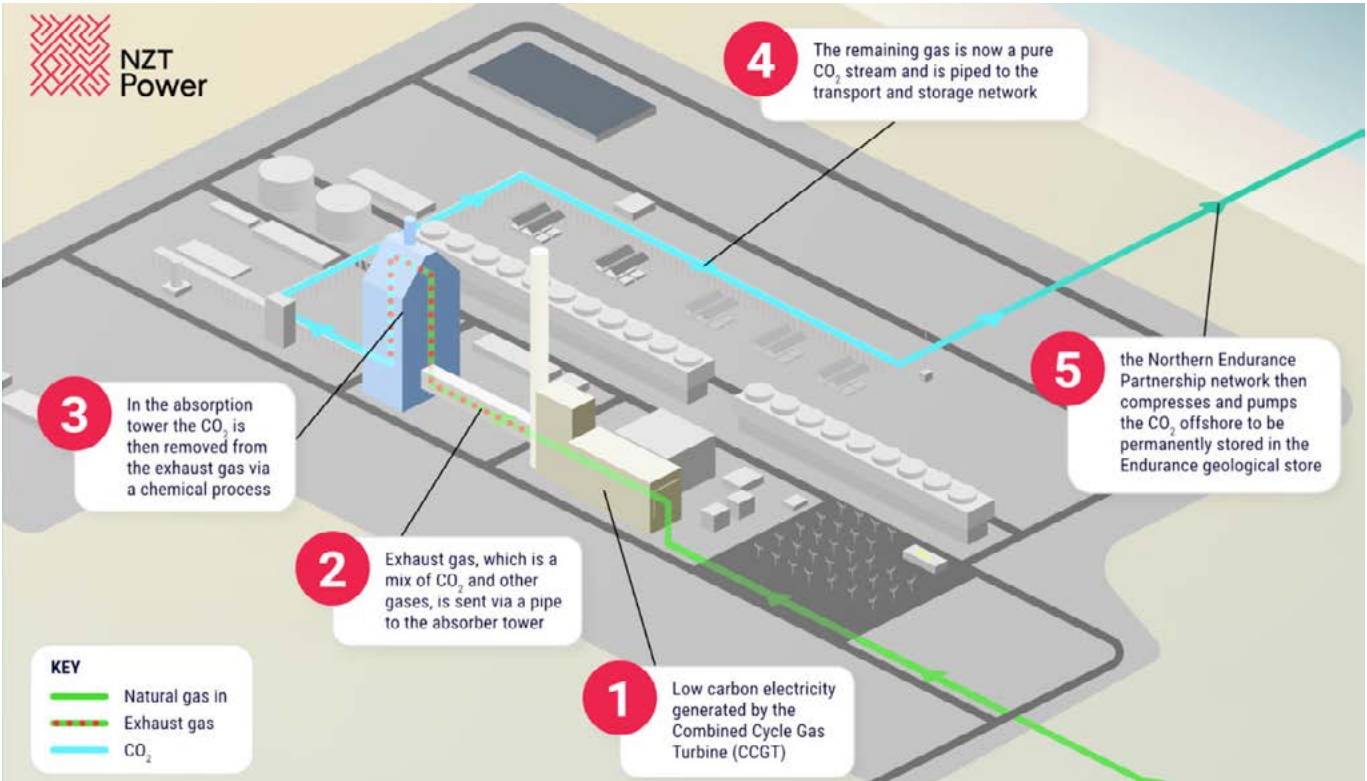 NZT
Power
4
The remaining gas is now a pure
CO₂ stream and is piped to the
transport and storage network
5
the Northern Endurance
Partnership network then
compresses and pumps
the CO₂ offshore to be
permanently stored in the
Endurance geological store
3
In the absorption
tower the CO₂ is
then removed from
the exhaust gas via
a chemical process
2
Exhaust gas, which is a
mix of CO₂ and other
gases, is sent via a pipe
to the absorber tower
1
Low carbon electricity
generated by the
Combined Cycle Gas
Turbine (CCGT)
KEY
Natural gas in
Exhaust gas
CO₂